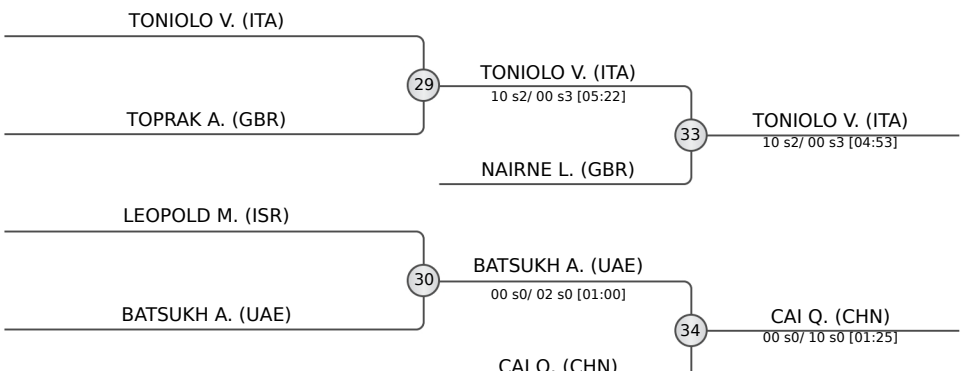 TONIOLO V. (ITA)
29
TONIOLO V. (ITA)
10 s2/ 00 s3 [05:22]
TOPRAK A. (GBR)
33
TONIOLO V. (ITA)
10 s2/ 00 s3 [04:53]
NAIRNE L. (GBR)
LEOPOLD M. (ISR)
30
BATSUKH A. (UAE)
00 s0/ 02 s0 [01:00]
BATSUKH A. (UAE)
34
CAI Q. (CHN)
00 s0/ 10 s0 [01:25]
CAI Q. (CHN)